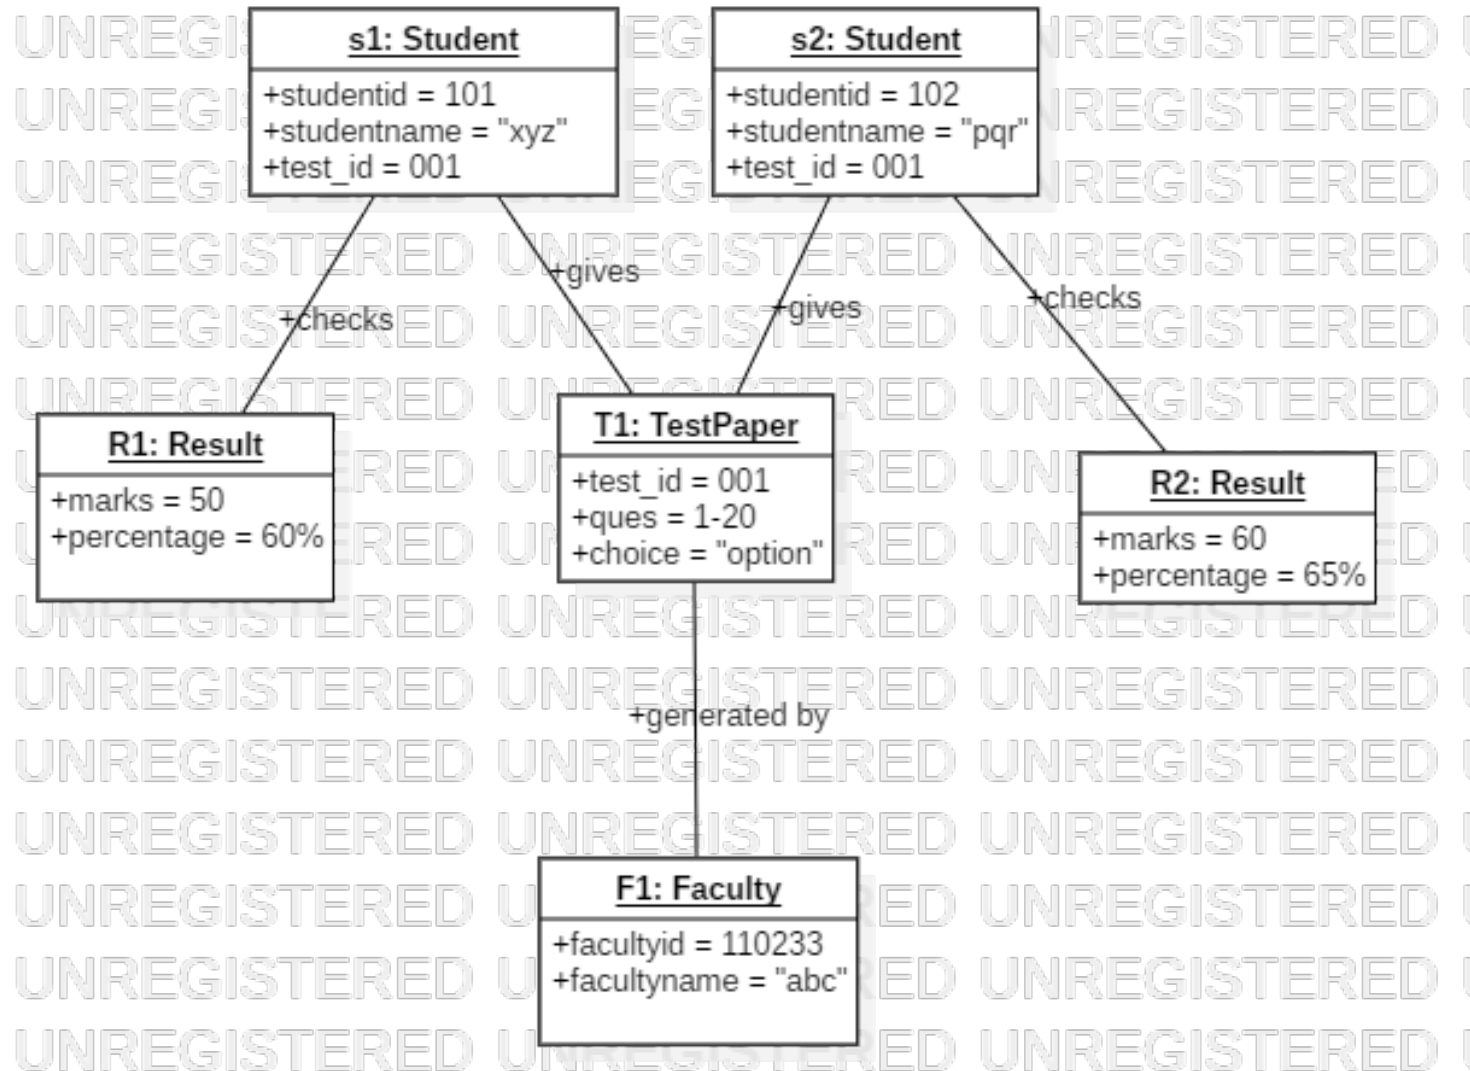 s1: Student
+studentid = 101
+studentname = "xyz"
+test_id = 001
s2: Student
+studentid = 102
+studentname = "pqr"
+test_id = 001
+gives
+checks
+gives
+checks
R1: Result
+marks = 50
+percentage = 60%
T1: TestPaper
+test_id = 001
+ques = 1-20
+choice = "option"
R2: Result
+marks = 60
+percentage = 65%
+generated by
F1: Faculty
+facultyid = 110233
+facultyname = "abc"
UNREGISTERED